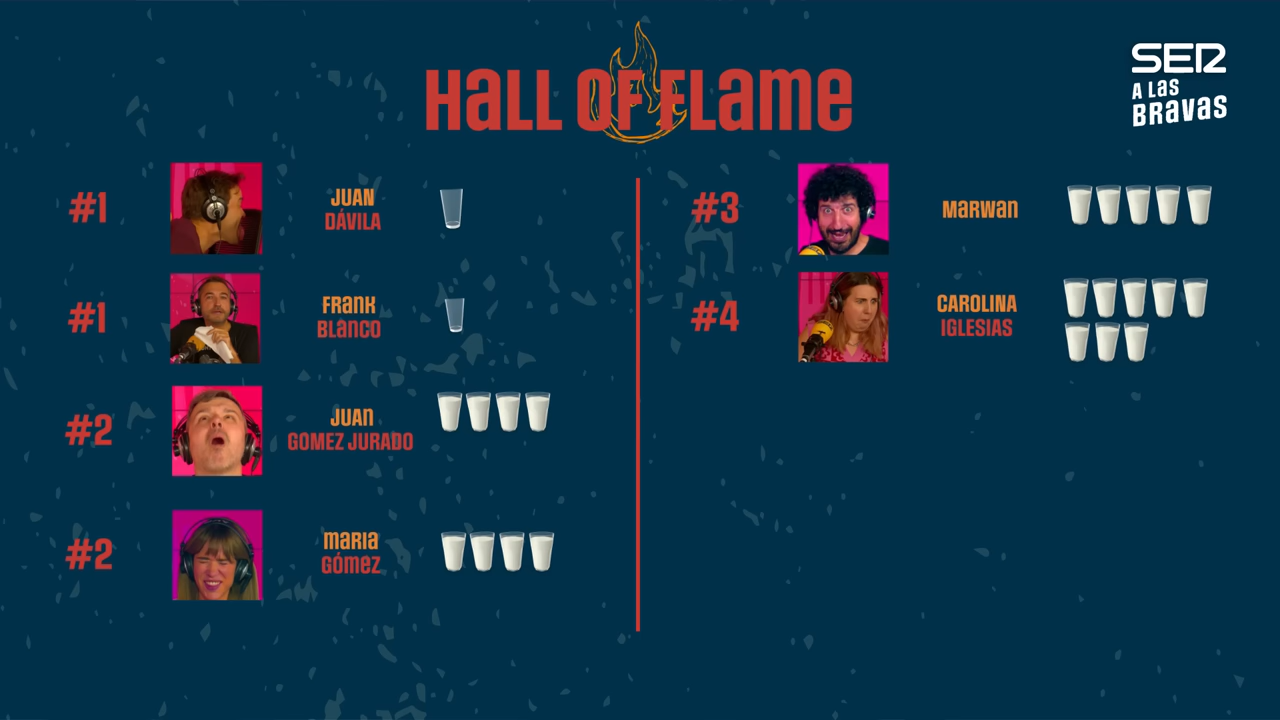 HALL OF FLAME
SER
A LAS
BRAVAS
#1
JUAN
DÁVILA
#1
FRANK
BLANCO
#2
JUAN
GOMEZ JURADO
#2
MARIA
GÓMEZ
#3
MARWAN
#4
CAROLINA
IGLESIAS